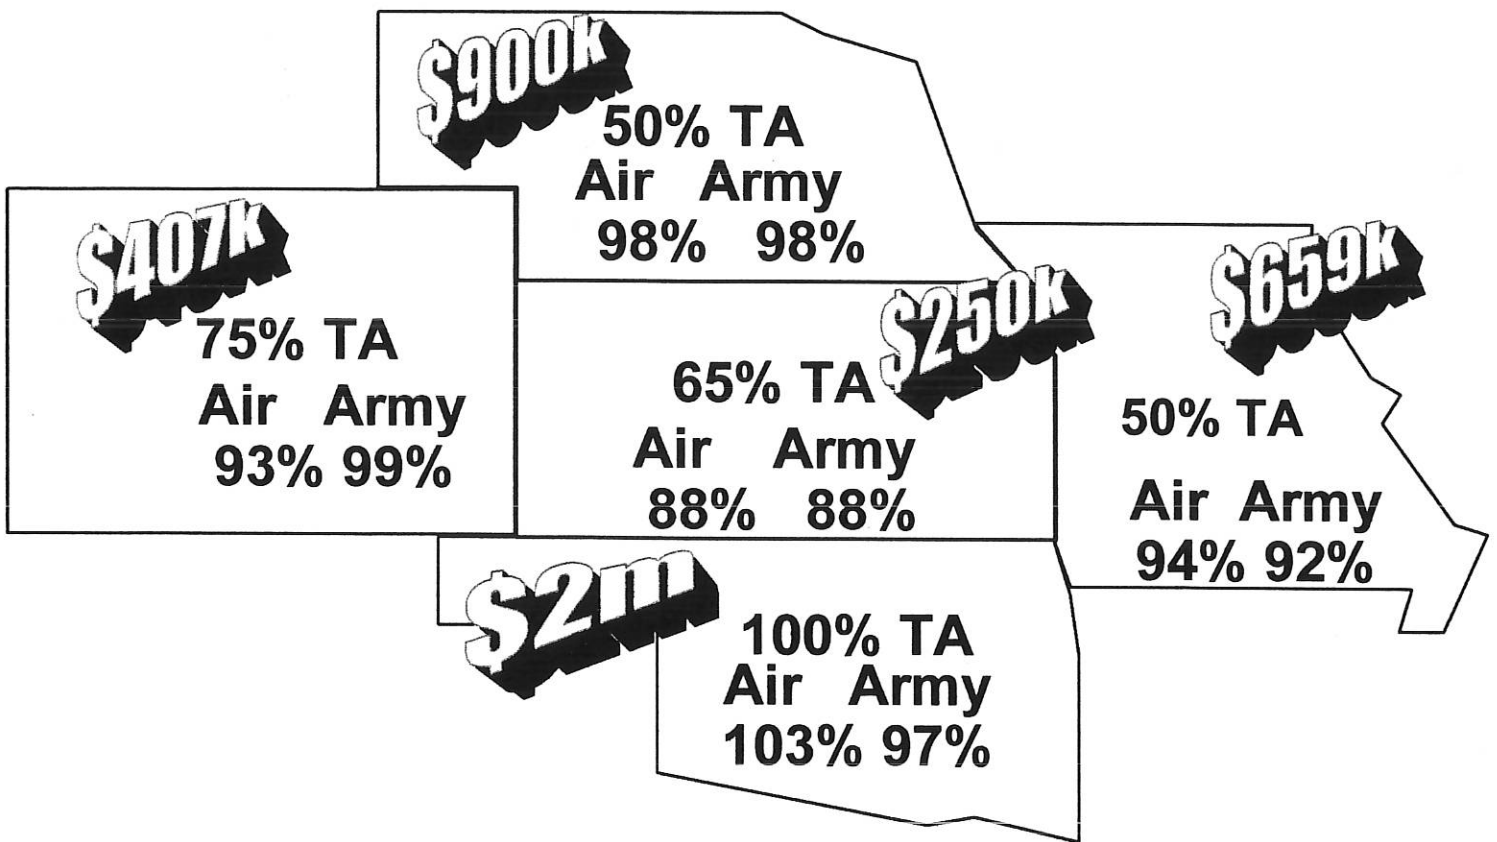 $900k
50% TA
Air Army
98% 98%
$407k
75% TA
Air Army
93% 99%
$250k
65% TA
Air Army
88% 88%
$659k
50% TA
Air Army
94% 92%
$2m
100% TA
Air Army
103% 97%